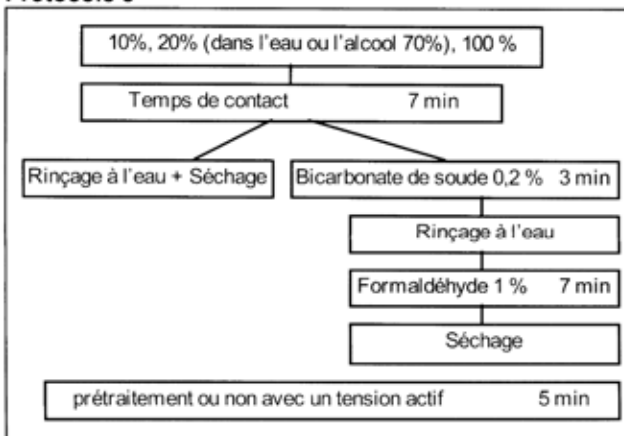 10%, 20% (dans l'eau ou l'alcool 70%), 100 %
Temps de contact 7 min
Rinçage à l'eau + Séchage
Bicarbonate de soude 0,2 % 3 min
Rinçage à l'eau
Formaldéhyde 1 % 7 min
Séchage
prétraitement ou non avec un tension actif 5 min